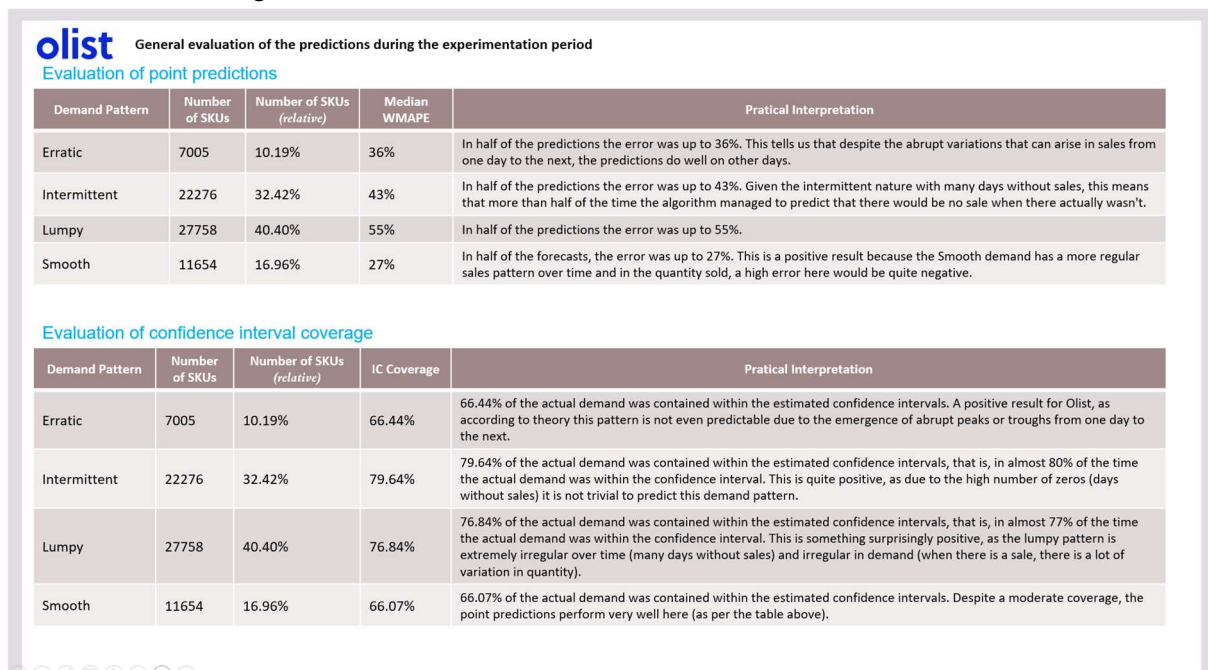 olist General evaluation of the predictions during the experimentation period
Evaluation of point predictions
Demand Pattern
Number
of SKUs
Number of SKUs
(relative)
Median
WMAPE
Pratical Interpretation
Erratic
7005
10.19%
36%
In half of the predictions the error was up to 36%. This tells us that despite the abrupt variations that can arise in sales from
one day to the next, the predictions do well on other days.
Intermittent
22276
32.42%
43%
In half of the predictions the error was up to 43%. Given the intermittent nature with many days without sales, this means
that more than half of the time the algorithm managed to predict that there would be no sale when there actually wasn't.
Lumpy
27758
40.40%
55%
In half of the predictions the error was up to 55%.
Smooth
11654
16.96%
27%
In half of the forecasts, the error was up to 27%. This is a positive result because the Smooth demand has a more regular
sales pattern over time and in the quantity sold, a high error here would be quite negative.
Evaluation of confidence interval coverage
Demand Pattern
Number
of SKUs
Number of SKUs
(relative)
IC Coverage
Pratical Interpretation
Erratic
7005
10.19%
66.44%
66.44% of the actual demand was contained within the estimated confidence intervals. A positive result for Olist, as
according to theory this pattern is not even predictable due to the emergence of abrupt peaks or troughs from one day to
the next.
Intermittent
22276
32.42%
79.64%
79.64% of the actual demand was contained within the estimated confidence intervals, that is, in almost 80% of the time
the actual demand was within the confidence interval. This is quite positive, as due to the high number of zeros (days
without sales) it is not trivial to predict this demand pattern.
Lumpy
27758
40.40%
76.84%
76.84% of the actual demand was contained within the estimated confidence intervals, that is, in almost 77% of the time
the actual demand was within the confidence interval. This is something surprisingly positive, as the lumpy pattern is
extremely irregular over time (many days without sales) and irregular in demand (when there is a sale, there is a lot of
variation in quantity).
Smooth
11654
16.96%
66.07%
66.07% of the actual demand was contained within the estimated confidence intervals. Despite a moderate coverage, the
point predictions perform very well here (as per the table above).